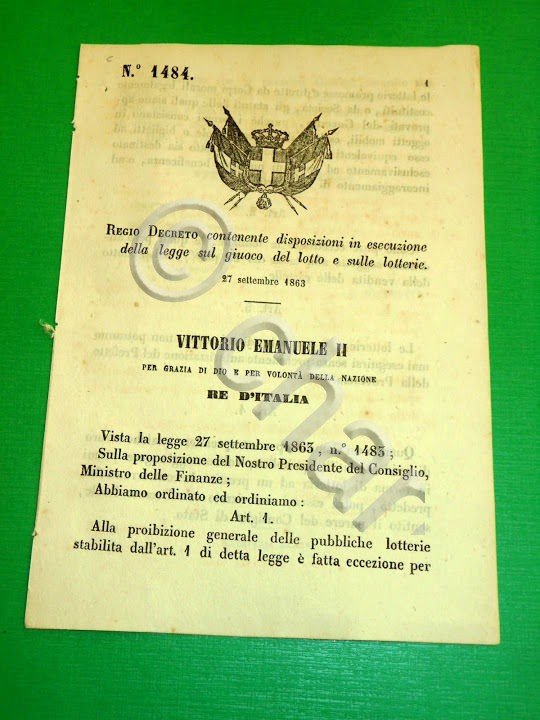 N.° 1484.
1
REGIO DECRETO contenente disposizioni in esecuzione
della legge sul giuoco del lotto e sulle lotterie.
27 settembre 1863
VITTORIO EMANUELE II
PER GRAZIA DI DIO E PER VOLONTÀ DELLA NAZIONE
RE D'ITALIA
Vista la legge 27 settembre 1863, n.° 1483;
Sulla proposizione del Nostro Presidente del Consiglio,
Ministro delle Finanze;
Abbiamo ordinato ed ordiniamo:
Art. 1.
Alla proibizione generale delle pubbliche lotterie
stabilita dall'art. 1 di detta legge è fatta eccezione per
© char